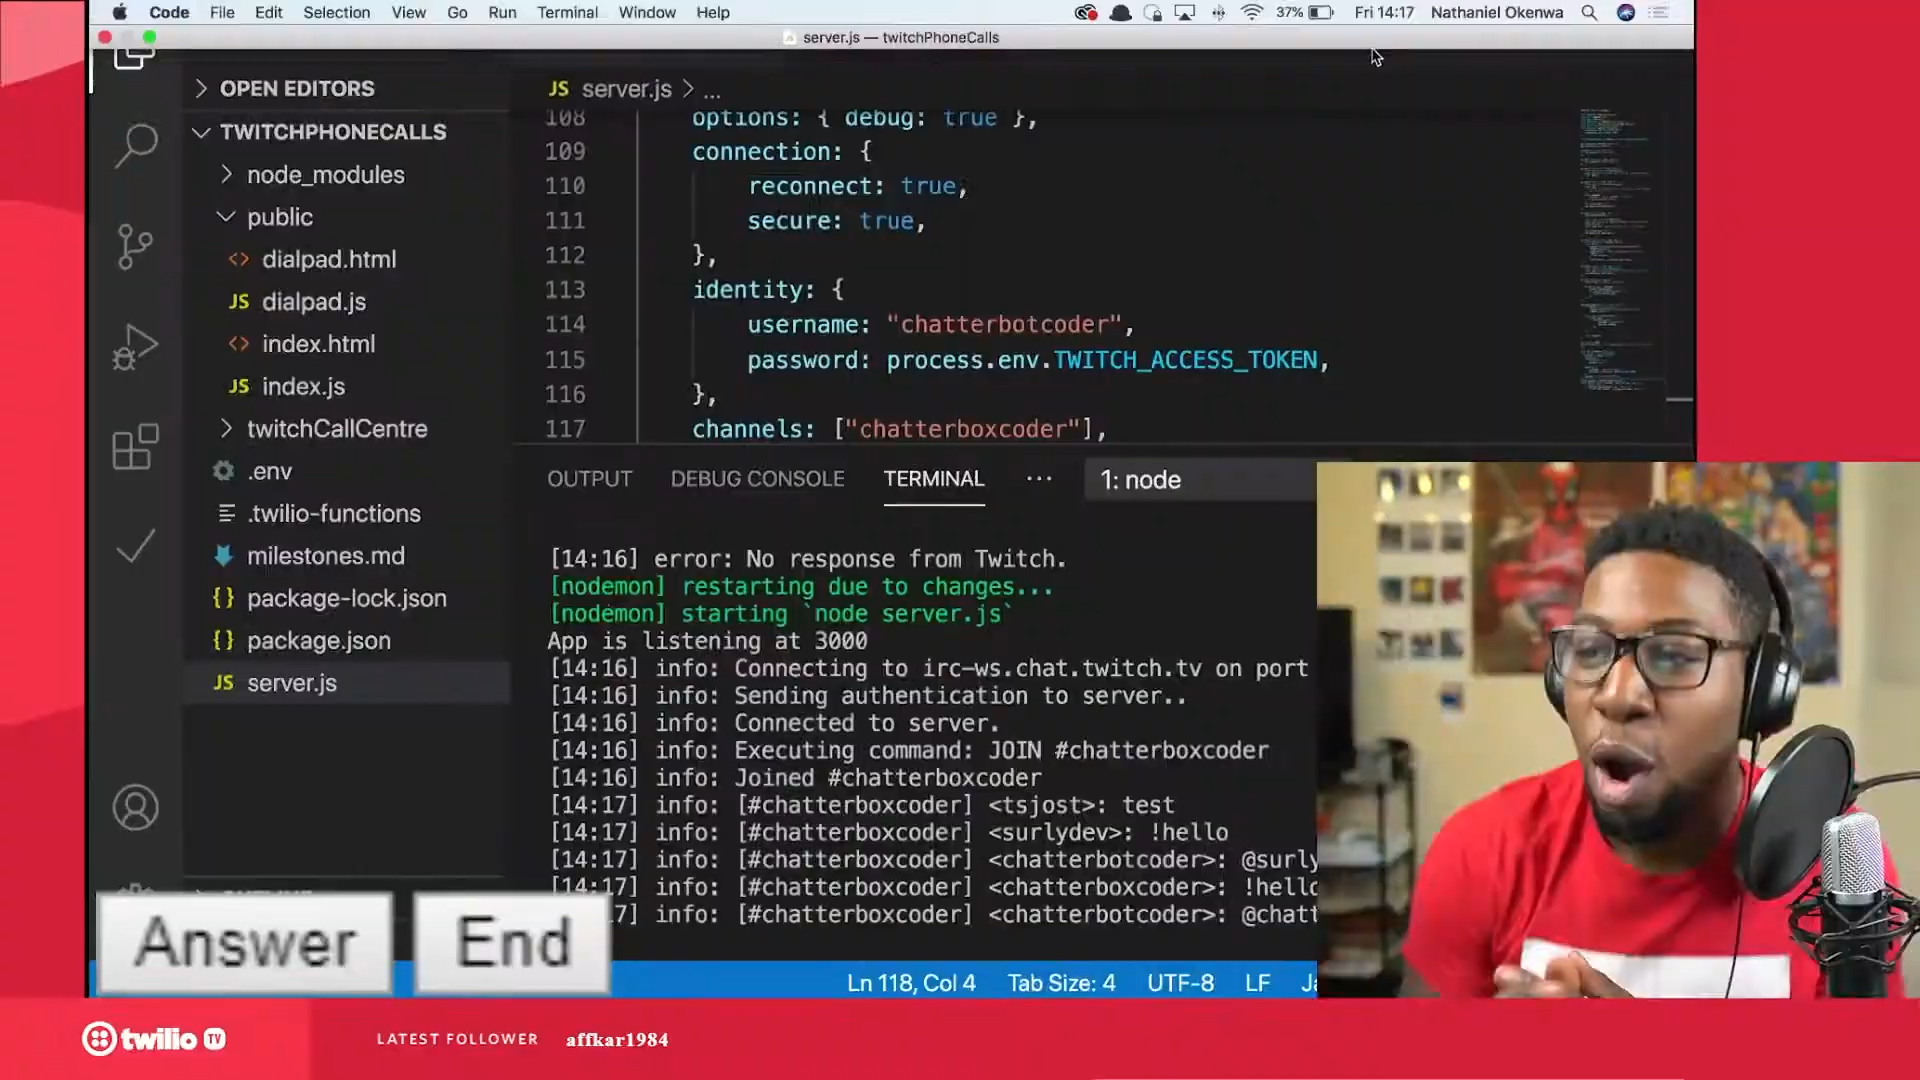 Code File Edit Selection View Go Run Terminal Window Help 37% Fri 14:17 Nathaniel Okenwa
server.js — twitchPhoneCalls
OPEN EDITORS
TWITCHPHONECALLS
node_modules
public
<> dialpad.html
JS dialpad.js
<> index.html
JS index.js
twitchCallCentre
.env
.twilio-functions
milestones.md
{} package-lock.json
{} package.json
JS server.js
JS server.js > ...
108 options: { debug: true },
109 connection: {
110 reconnect: true,
111 secure: true,
112 },
113 identity: {
114 username: "chatterbotcoder",
115 password: process.env.TWITCH_ACCESS_TOKEN,
116 },
117 channels: ["chatterboxcoder"],
OUTPUT DEBUG CONSOLE TERMINAL ... 1: node
[14:16] error: No response from Twitch.
[nodemon] restarting due to changes...
[nodemon] starting `node server.js`
App is listening at 3000
[14:16] info: Connecting to irc-ws.chat.twitch.tv on port
[14:16] info: Sending authentication to server..
[14:16] info: Connected to server.
[14:16] info: Executing command: JOIN #chatterboxcoder
[14:16] info: Joined #chatterboxcoder
[14:17] info: [#chatterboxcoder] <tsjost>: test
[14:17] info: [#chatterboxcoder] <surlydev>: !hello
[14:17] info: [#chatterboxcoder] <chatterbotcoder>: @surly
[14:17] info: [#chatterboxcoder] <chatterboxcoder>: !hello
17] info: [#chatterboxcoder] <chatterbotcoder>: @chatt
Answer End
Ln 118, Col 4 Tab Size: 4 UTF-8 LF Ja
twilio TV LATEST FOLLOWER affkar1984